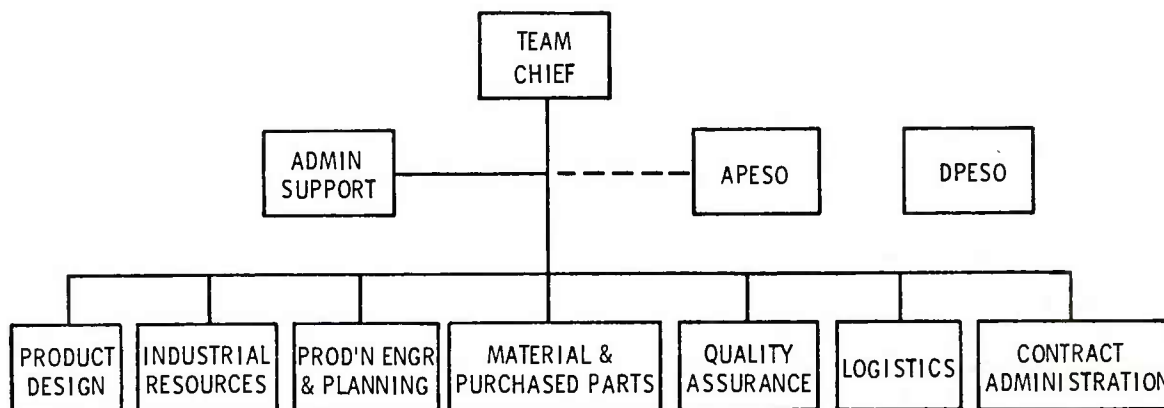 TEAM
CHIEF
ADMIN
SUPPORT
APESO
DPESO
PRODUCT
DESIGN
INDUSTRIAL
RESOURCES
PROD'N ENGR
& PLANNING
MATERIAL &
PURCHASED PARTS
QUALITY
ASSURANCE
LOGISTICS
CONTRACT
ADMINISTRATION